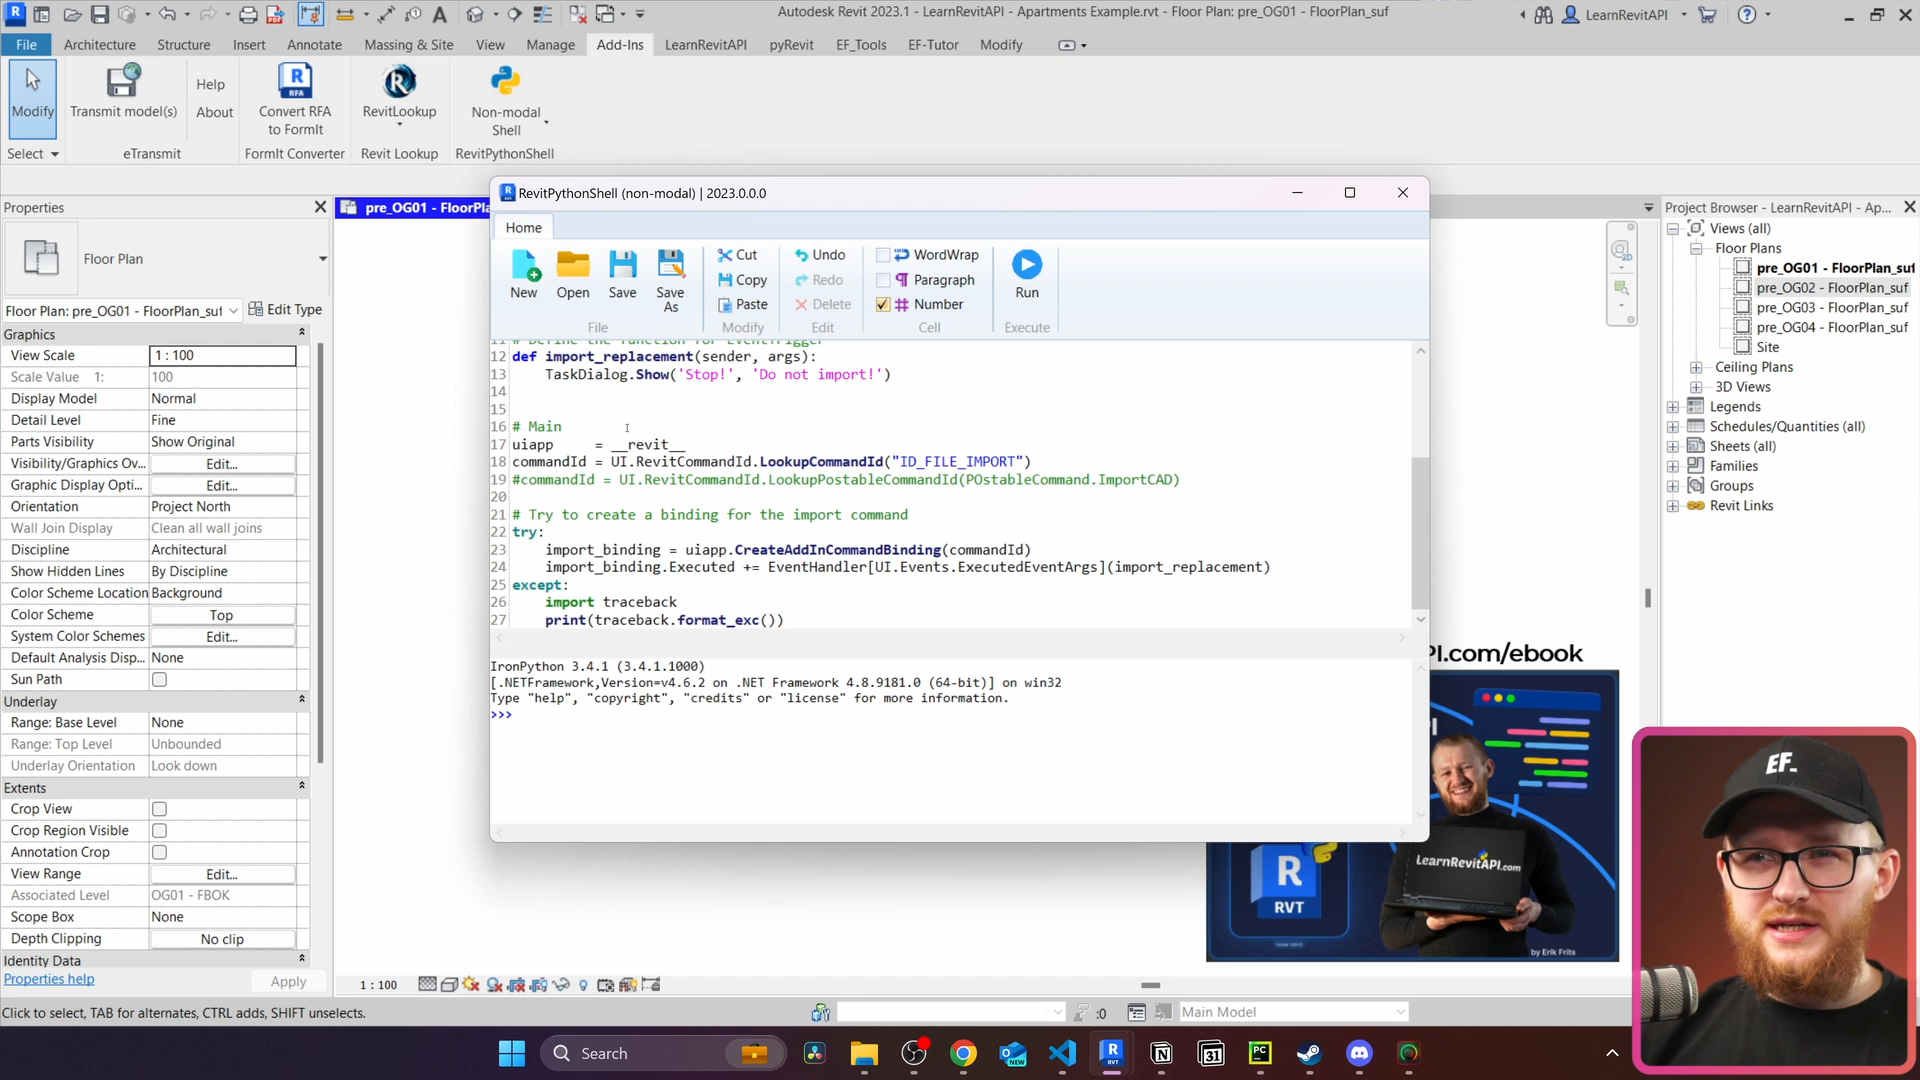 Autodesk Revit 2023.1 - LearnRevitAPI - Apartments Example.rvt - Floor Plan: pre_OG01 - FloorPlan_suf
LearnRevitAPI
File Architecture Structure Insert Annotate Massing & Site View Manage Add-Ins LearnRevitAPI pyRevit EF_Tools EF-Tutor Modify
Modify
Transmit model(s)
Help
About
Convert RFA
to FormIt
RevitLookup
Non-modal
Shell
Select
eTransmit
FormIt Converter
Revit Lookup
RevitPythonShell
Properties
Floor Plan
Floor Plan: pre_OG01 - FloorPlan_suf
Edit Type
Graphics
View Scale 1 : 100
Scale Value 1: 100
Display Model Normal
Detail Level Fine
Parts Visibility Show Original
Visibility/Graphics Ov... Edit...
Graphic Display Opti... Edit...
Orientation Project North
Wall Join Display Clean all wall joins
Discipline Architectural
Show Hidden Lines By Discipline
Color Scheme Location Background
Color Scheme Top
System Color Schemes Edit...
Default Analysis Disp... None
Sun Path
Underlay
Range: Base Level None
Range: Top Level Unbounded
Underlay Orientation Look down
Extents
Crop View
Crop Region Visible
Annotation Crop
View Range Edit...
Associated Level OG01 - FBOK
Scope Box None
Depth Clipping No clip
Identity Data
Properties help
Apply
pre_OG01 - FloorPl
RevitPythonShell (non-modal) | 2023.0.0.0
Home
New
Open
Save
Save
As
File
Cut
Copy
Paste
Modify
Undo
Redo
Delete
Edit
WordWrap
Paragraph
Number
Cell
Run
Execute
11 # Define the function for EventTrigger
12 def import_replacement(sender, args):
13 TaskDialog.Show('Stop!', 'Do not import!')
14
15
16 # Main
17 uiapp = __revit__
18 commandId = UI.RevitCommandId.LookupCommandId("ID_FILE_IMPORT")
19 #commandId = UI.RevitCommandId.LookupPostableCommandId(POstableCommand.ImportCAD)
20
21 # Try to create a binding for the import command
22 try:
23 import_binding = uiapp.CreateAddInCommandBinding(commandId)
24 import_binding.Executed += EventHandler[UI.Events.ExecutedEventArgs](import_replacement)
25 except:
26 import traceback
27 print(traceback.format_exc())
IronPython 3.4.1 (3.4.1.1000)
[.NETFramework,Version=v4.6.2 on .NET Framework 4.8.9181.0 (64-bit)] on win32
Type "help", "copyright", "credits" or "license" for more information.
>>>
Project Browser - LearnRevitAPI - Ap...
Views (all)
Floor Plans
pre_OG01 - FloorPlan_suf
pre_OG02 - FloorPlan_suf
pre_OG03 - FloorPlan_suf
pre_OG04 - FloorPlan_suf
Site
Ceiling Plans
3D Views
Legends
Schedules/Quantities (all)
Sheets (all)
Families
Groups
Revit Links
PI.com/ebook
PI
R
RVT
LearnRevitAPI.com
by Erik Frits
EF.
1 : 100
Click to select, TAB for alternates, CTRL adds, SHIFT unselects.
:0
Main Model
Search
NEW
R
RVT
31
PC